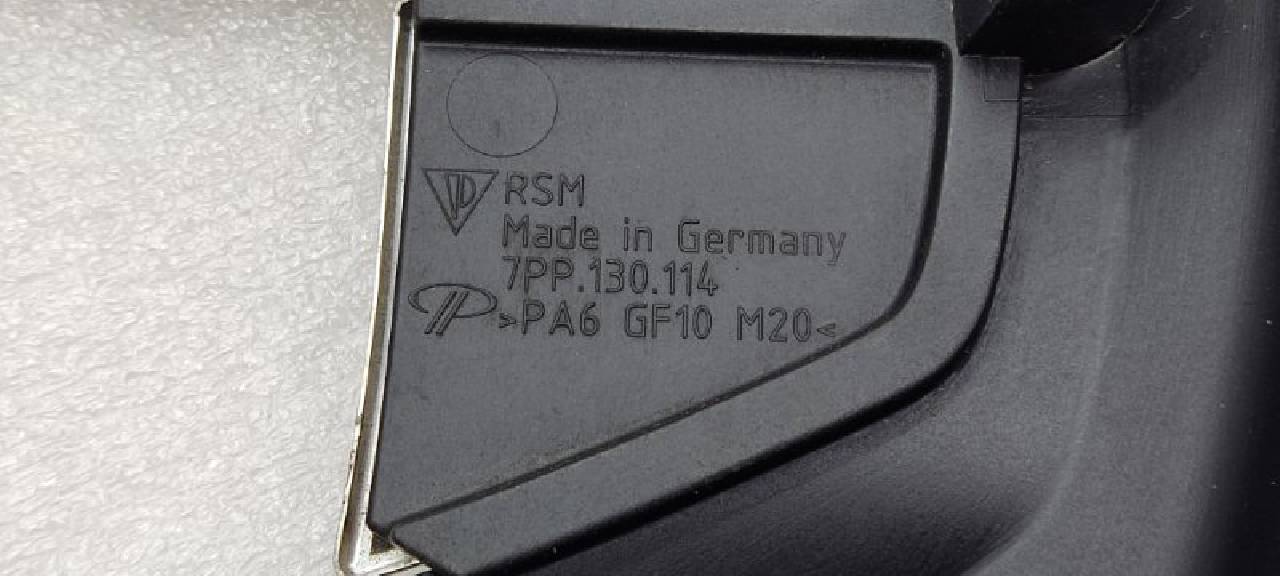 RSM
Made in Germany
7PP.130.114
>PA6 GF10 M20<